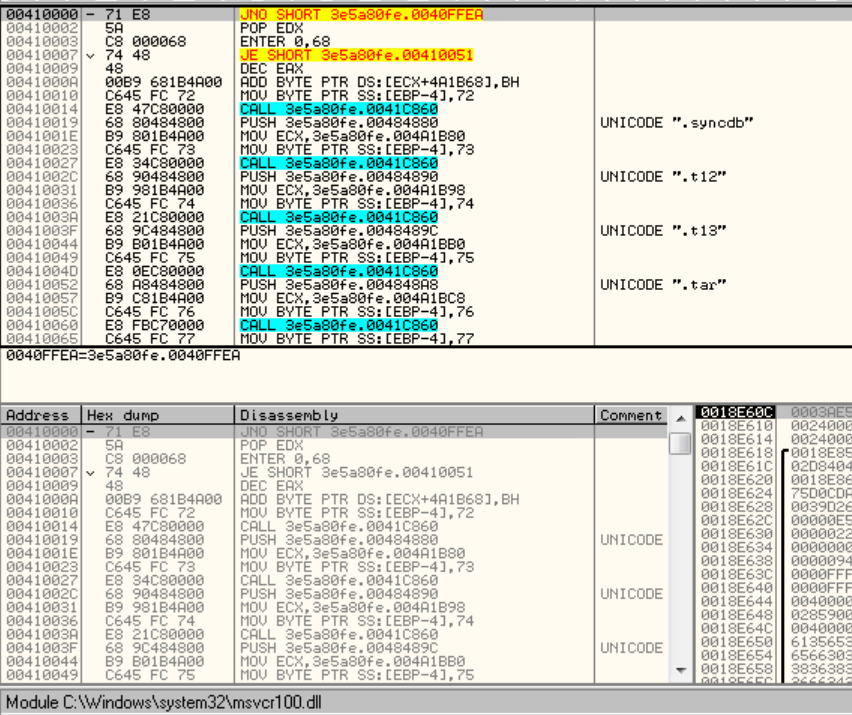 00410000 - 71 E8 JNO SHORT 3e5a80fe.0040FFEA
00410002 5A POP EDX
00410003 C8 000068 ENTER 0,68
00410007 74 48 JE SHORT 3e5a80fe.00410051
00410009 48 DEC EAX
0041000A 00B9 681B4A00 ADD BYTE PTR DS:[ECX+4A1B68],BH
00410010 C645 FC 72 MOV BYTE PTR SS:[EBP-4],72
00410014 E8 47C80000 CALL 3e5a80fe.0041C860
00410019 68 80484800 PUSH 3e5a80fe.00484880 UNICODE ".syncdb"
0041001E B9 801B4A00 MOV ECX,3e5a80fe.004A1B80
00410023 C645 FC 73 MOV BYTE PTR SS:[EBP-4],73
00410027 E8 34C80000 CALL 3e5a80fe.0041C860
0041002C 68 90484800 PUSH 3e5a80fe.00484890 UNICODE ".t12"
00410031 B9 981B4A00 MOV ECX,3e5a80fe.004A1B98
00410036 C645 FC 74 MOV BYTE PTR SS:[EBP-4],74
0041003A E8 21C80000 CALL 3e5a80fe.0041C860
0041003F 68 9C484800 PUSH 3e5a80fe.0048489C UNICODE ".t13"
00410044 B9 B01B4A00 MOV ECX,3e5a80fe.004A1BB0
00410049 C645 FC 75 MOV BYTE PTR SS:[EBP-4],75
0041004D E8 0EC80000 CALL 3e5a80fe.0041C860
00410052 68 A8484800 PUSH 3e5a80fe.004848A8 UNICODE ".tar"
00410057 B9 C81B4A00 MOV ECX,3e5a80fe.004A1BC8
0041005C C645 FC 76 MOV BYTE PTR SS:[EBP-4],76
00410060 E8 FBC70000 CALL 3e5a80fe.0041C860
00410065 C645 FC 77 MOV BYTE PTR SS:[EBP-4],77
0040FFEA=3e5a80fe.0040FFEA
Address Hex dump Disassembly Comment
00410000 - 71 E8 JNO SHORT 3e5a80fe.0040FFEA
00410002 5A POP EDX
00410003 C8 000068 ENTER 0,68
00410007 74 48 JE SHORT 3e5a80fe.00410051
00410009 48 DEC EAX
0041000A 00B9 681B4A00 ADD BYTE PTR DS:[ECX+4A1B68],BH
00410010 C645 FC 72 MOV BYTE PTR SS:[EBP-4],72
00410014 E8 47C80000 CALL 3e5a80fe.0041C860
00410019 68 80484800 PUSH 3e5a80fe.00484880 UNICODE
0041001E B9 801B4A00 MOV ECX,3e5a80fe.004A1B80
00410023 C645 FC 73 MOV BYTE PTR SS:[EBP-4],73
00410027 E8 34C80000 CALL 3e5a80fe.0041C860
0041002C 68 90484800 PUSH 3e5a80fe.00484890 UNICODE
00410031 B9 981B4A00 MOV ECX,3e5a80fe.004A1B98
00410036 C645 FC 74 MOV BYTE PTR SS:[EBP-4],74
0041003A E8 21C80000 CALL 3e5a80fe.0041C860
0041003F 68 9C484800 PUSH 3e5a80fe.0048489C UNICODE
00410044 B9 B01B4A00 MOV ECX,3e5a80fe.004A1BB0
00410049 C645 FC 75 MOV BYTE PTR SS:[EBP-4],75
0018E60C 0003AE5
0018E610 0024000
0018E614 0024000
0018E618 0018E85
0018E61C 02D8404
0018E620 0018E86
0018E624 75D0CDA
0018E628 0039D26
0018E62C 00000E5
0018E630 0000022
0018E634 0000000
0018E638 0000094
0018E63C 0000FFF
0018E640 0000FFF
0018E644 0040000
0018E648 0285900
0018E64C 0040000
0018E650 6135653
0018E654 6566303
0018E658 3836383
Module C:\Windows\system32\msvcr100.dll